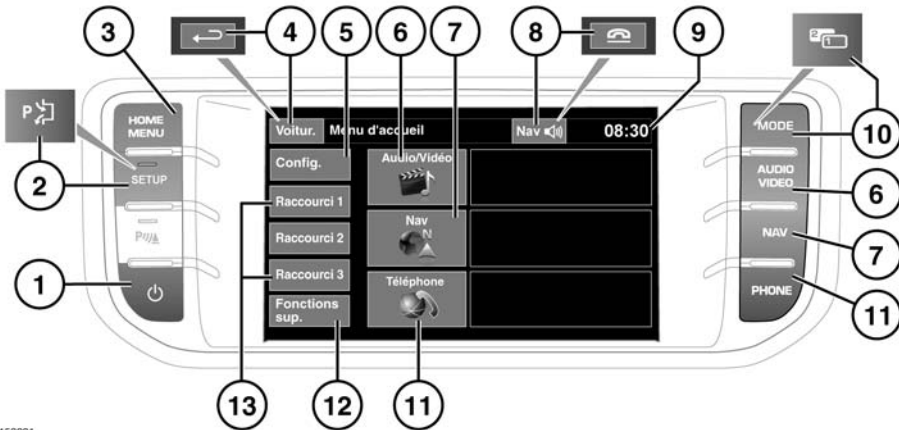 3
4
5
6
7
8
9
2
1
HOME
MENU
Voitur.
Menu d'accueil
Nav
08:30
MODE
10
P
Config.
Audio/Vidéo
AUDIO
VIDEO
2
SETUP
6
Raccourci 1
Nav
N
NAV
P
Raccourci 2
7
1
Raccourci 3
Téléphone
PHONE
Fonctions
sup.
11
13
12
11